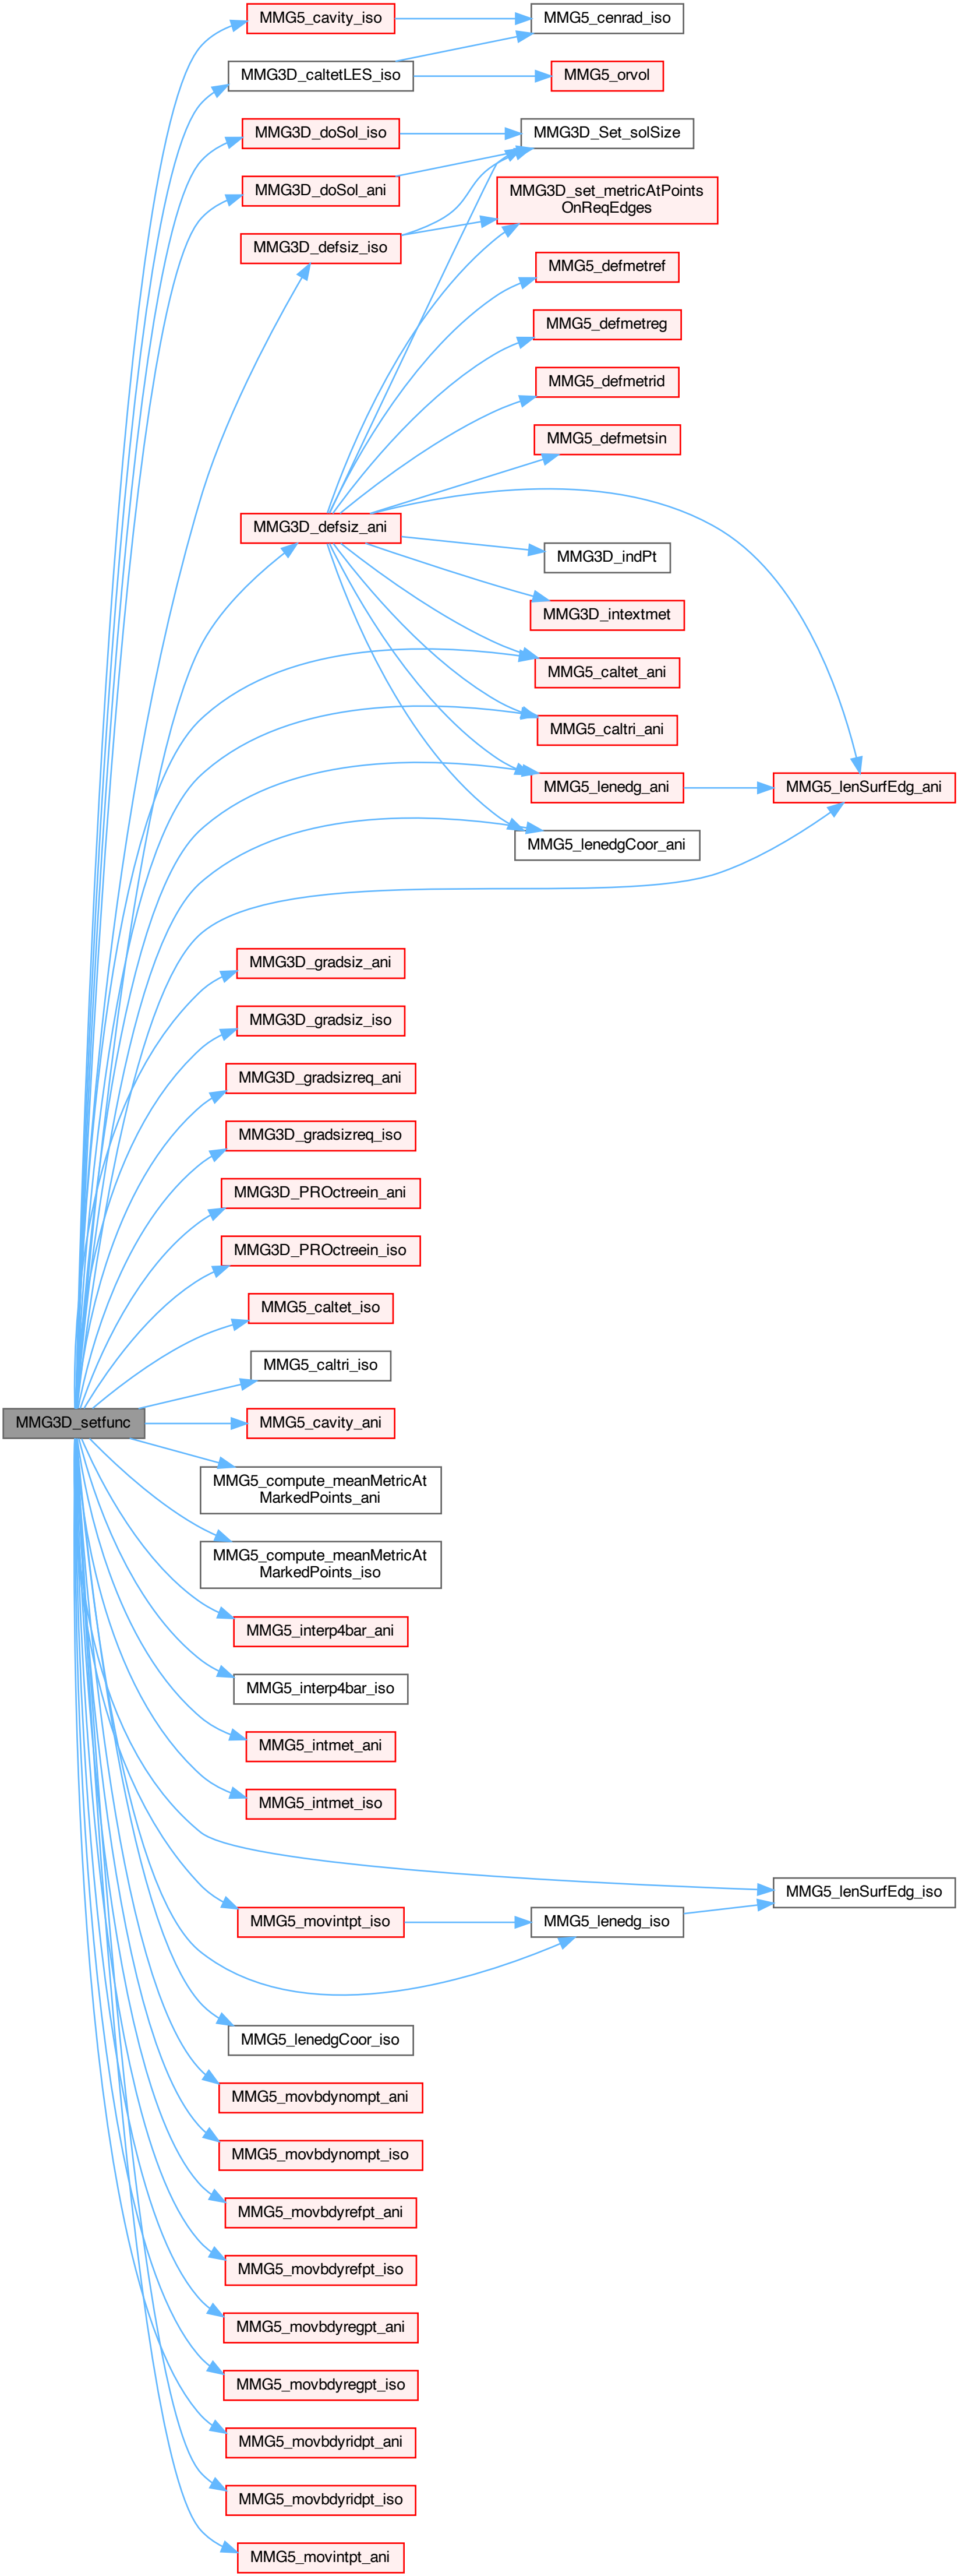 MMG5_cavity_iso
MMG5_cenrad_iso
MMG3D_caltetLES_iso
MMG5_orvol
MMG3D_doSol_iso
MMG3D_Set_solSize
MMG3D_doSol_ani
MMG3D_set_metricAtPoints
OnReqEdges
MMG3D_defsiz_iso
MMG5_defmetref
MMG5_defmetreg
MMG5_defmetrid
MMG5_defmetsin
MMG3D_defsiz_ani
MMG3D_indPt
MMG3D_intextmet
MMG5_caltet_ani
MMG5_caltri_ani
MMG5_lenedg_ani
MMG5_lenSurfEdg_ani
MMG5_lenedgCoor_ani
MMG3D_gradsiz_ani
MMG3D_gradsiz_iso
MMG3D_gradsizreq_ani
MMG3D_gradsizreq_iso
MMG3D_PROctreein_ani
MMG3D_PROctreein_iso
MMG5_caltet_iso
MMG5_caltri_iso
MMG3D_setfunc
MMG5_cavity_ani
MMG5_compute_meanMetricAt
MarkedPoints_ani
MMG5_compute_meanMetricAt
MarkedPoints_iso
MMG5_interp4bar_ani
MMG5_interp4bar_iso
MMG5_intmet_ani
MMG5_intmet_iso
MMG5_lenSurfEdg_iso
MMG5_movintpt_iso
MMG5_lenedg_iso
MMG5_lenedgCoor_iso
MMG5_movbdynompt_ani
MMG5_movbdynompt_iso
MMG5_movbdyrefpt_ani
MMG5_movbdyrefpt_iso
MMG5_movbdyregpt_ani
MMG5_movbdyregpt_iso
MMG5_movbdyridpt_ani
MMG5_movbdyridpt_iso
MMG5_movintpt_ani